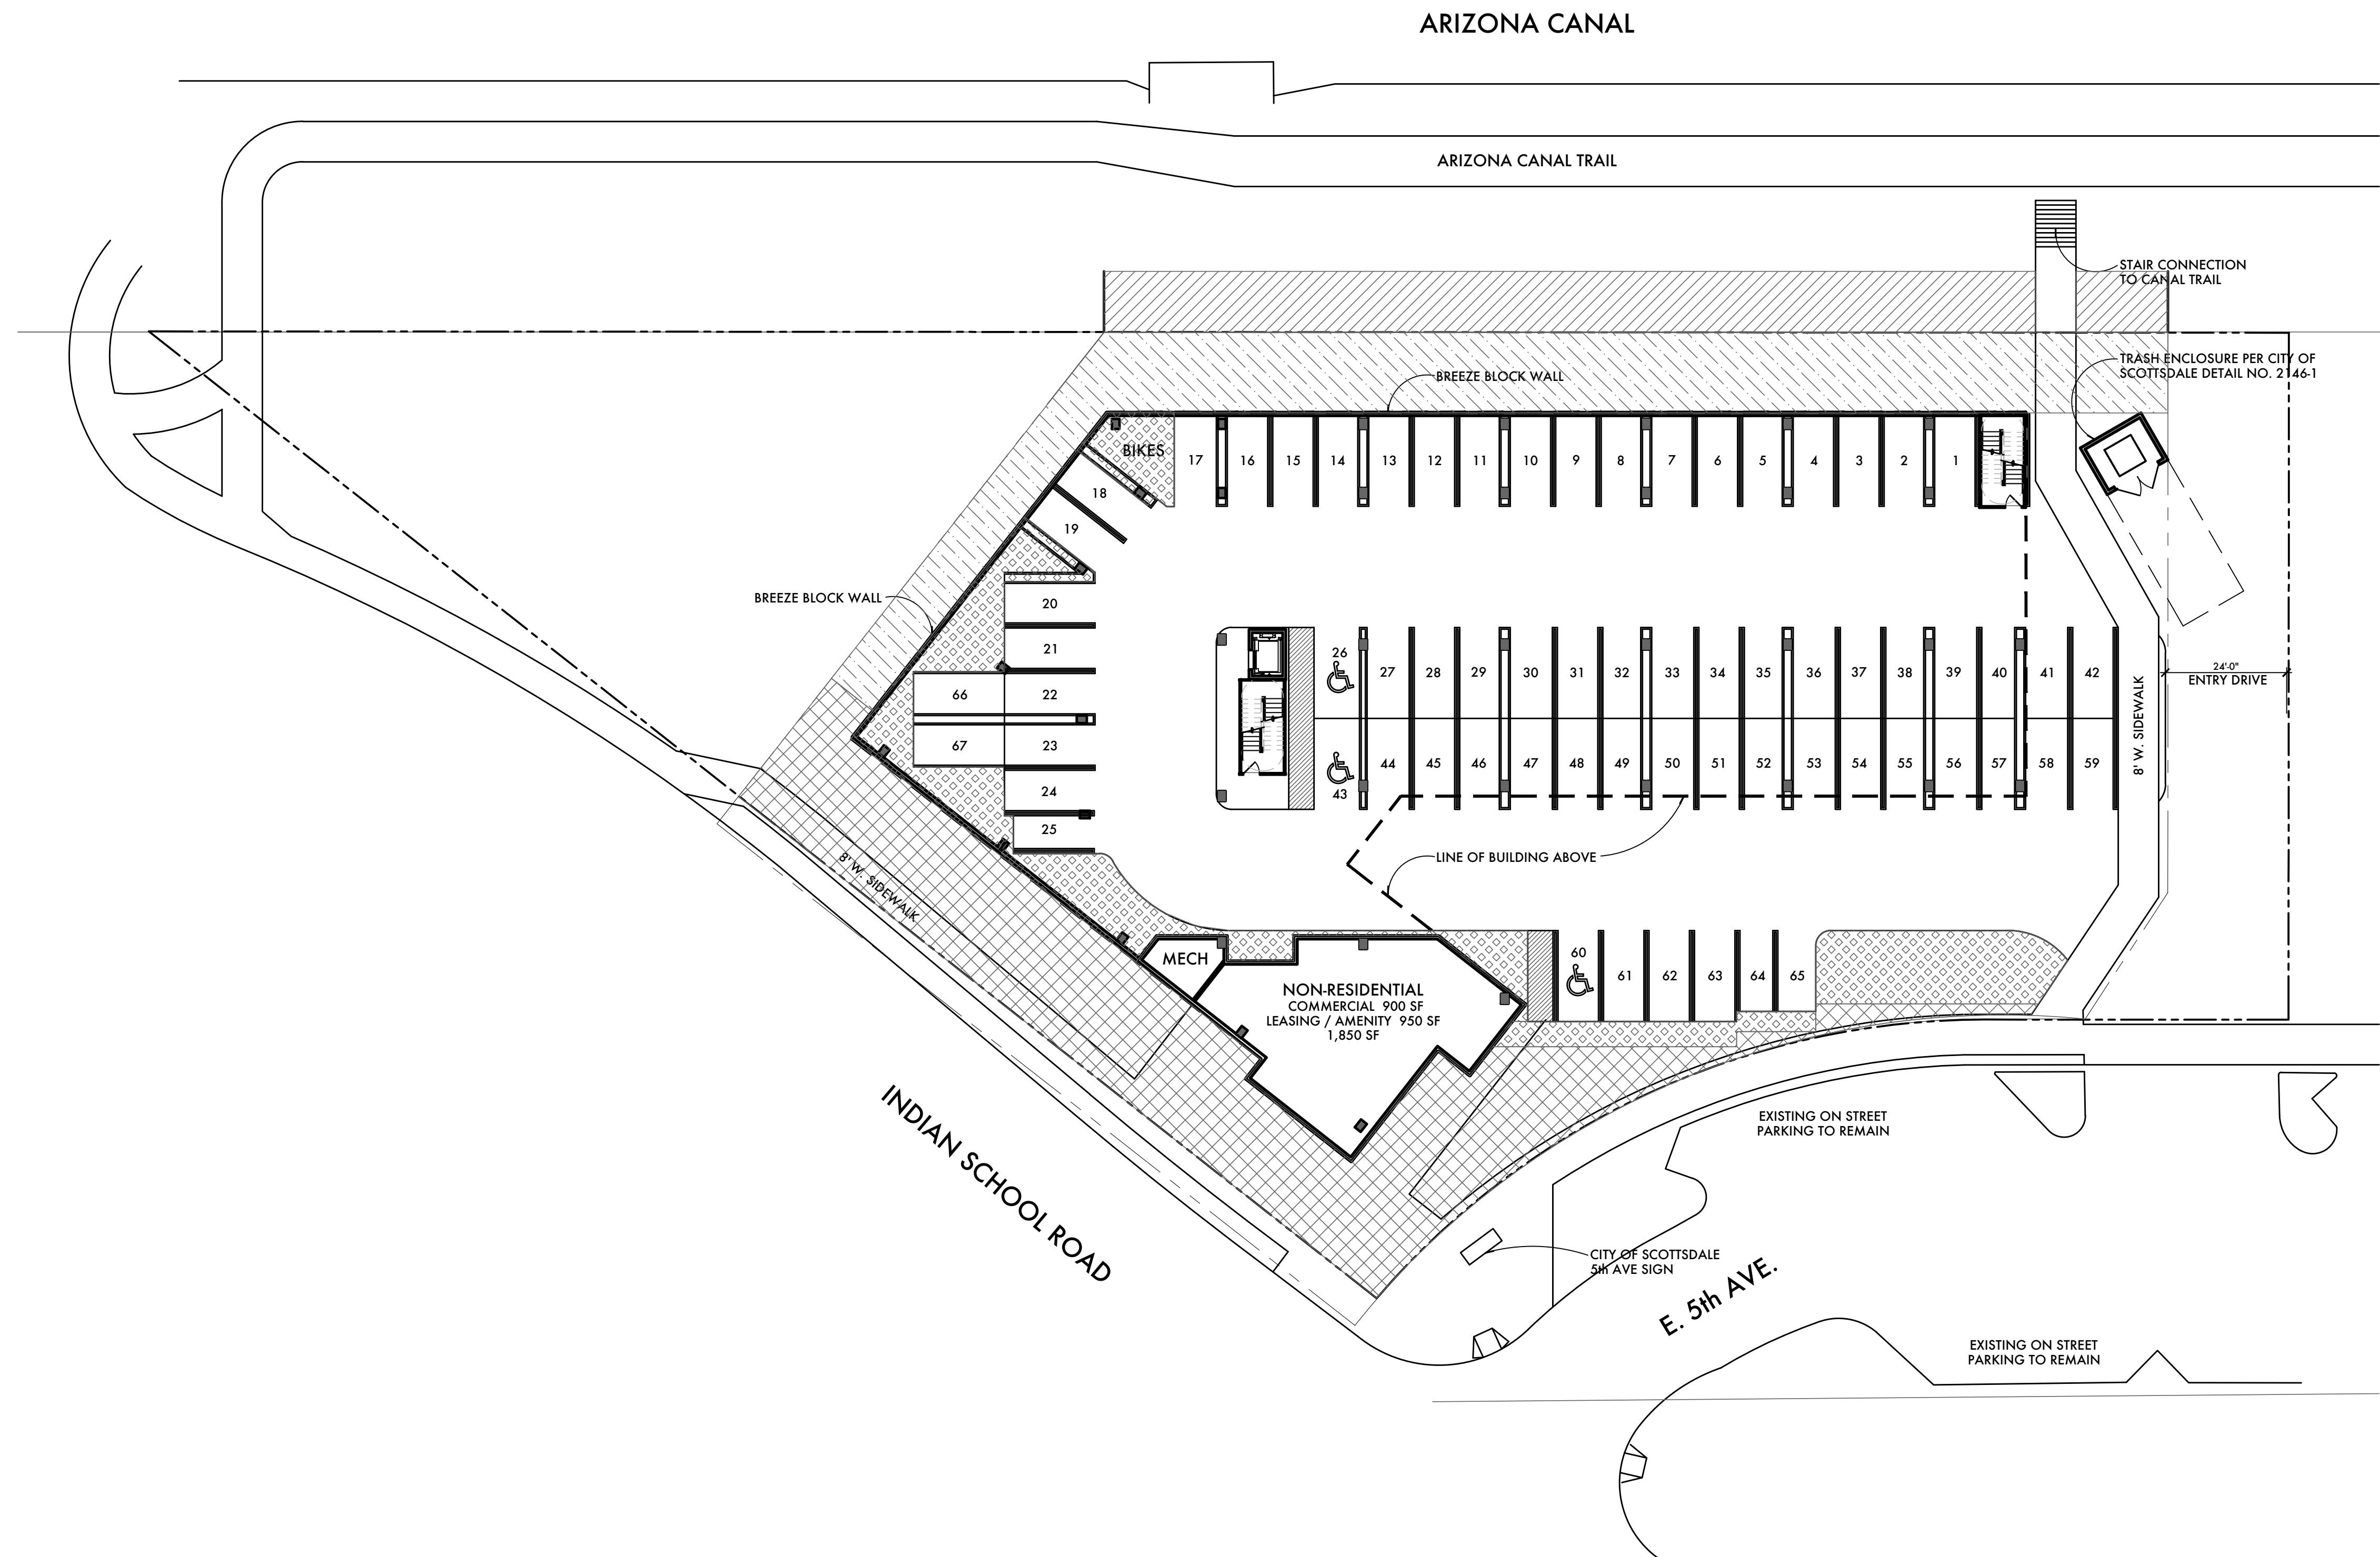 ARIZONA CANAL
ARIZONA CANAL TRAIL
STAIR CONNECTION
TO CANAL TRAIL
TRASH ENCLOSURE PER CITY OF
SCOTTSDALE DETAIL NO. 2146-1
BREEZE BLOCK WALL
BIKES
17 16 15 14 13 12 11 10 9 8 7 6 5 4 3 2 1
18
19
BREEZE BLOCK WALL
20
21
66 22
67 23
24
25
26
27 28 29 30 31 32 33 34 35 36 37 38 39 40 41 42
24'-0"
ENTRY DRIVE
8' W. SIDEWALK
44 45 46 47 48 49 50 51 52 53 54 55 56 57 58 59
43
LINE OF BUILDING ABOVE
8' W. SIDEWALK
MECH
60
61 62 63 64 65
NON-RESIDENTIAL
COMMERCIAL 900 SF
LEASING / AMENITY 950 SF
1,850 SF
INDIAN SCHOOL ROAD
EXISTING ON STREET
PARKING TO REMAIN
CITY OF SCOTTSDALE
5th AVE SIGN
E. 5th AVE.
EXISTING ON STREET
PARKING TO REMAIN